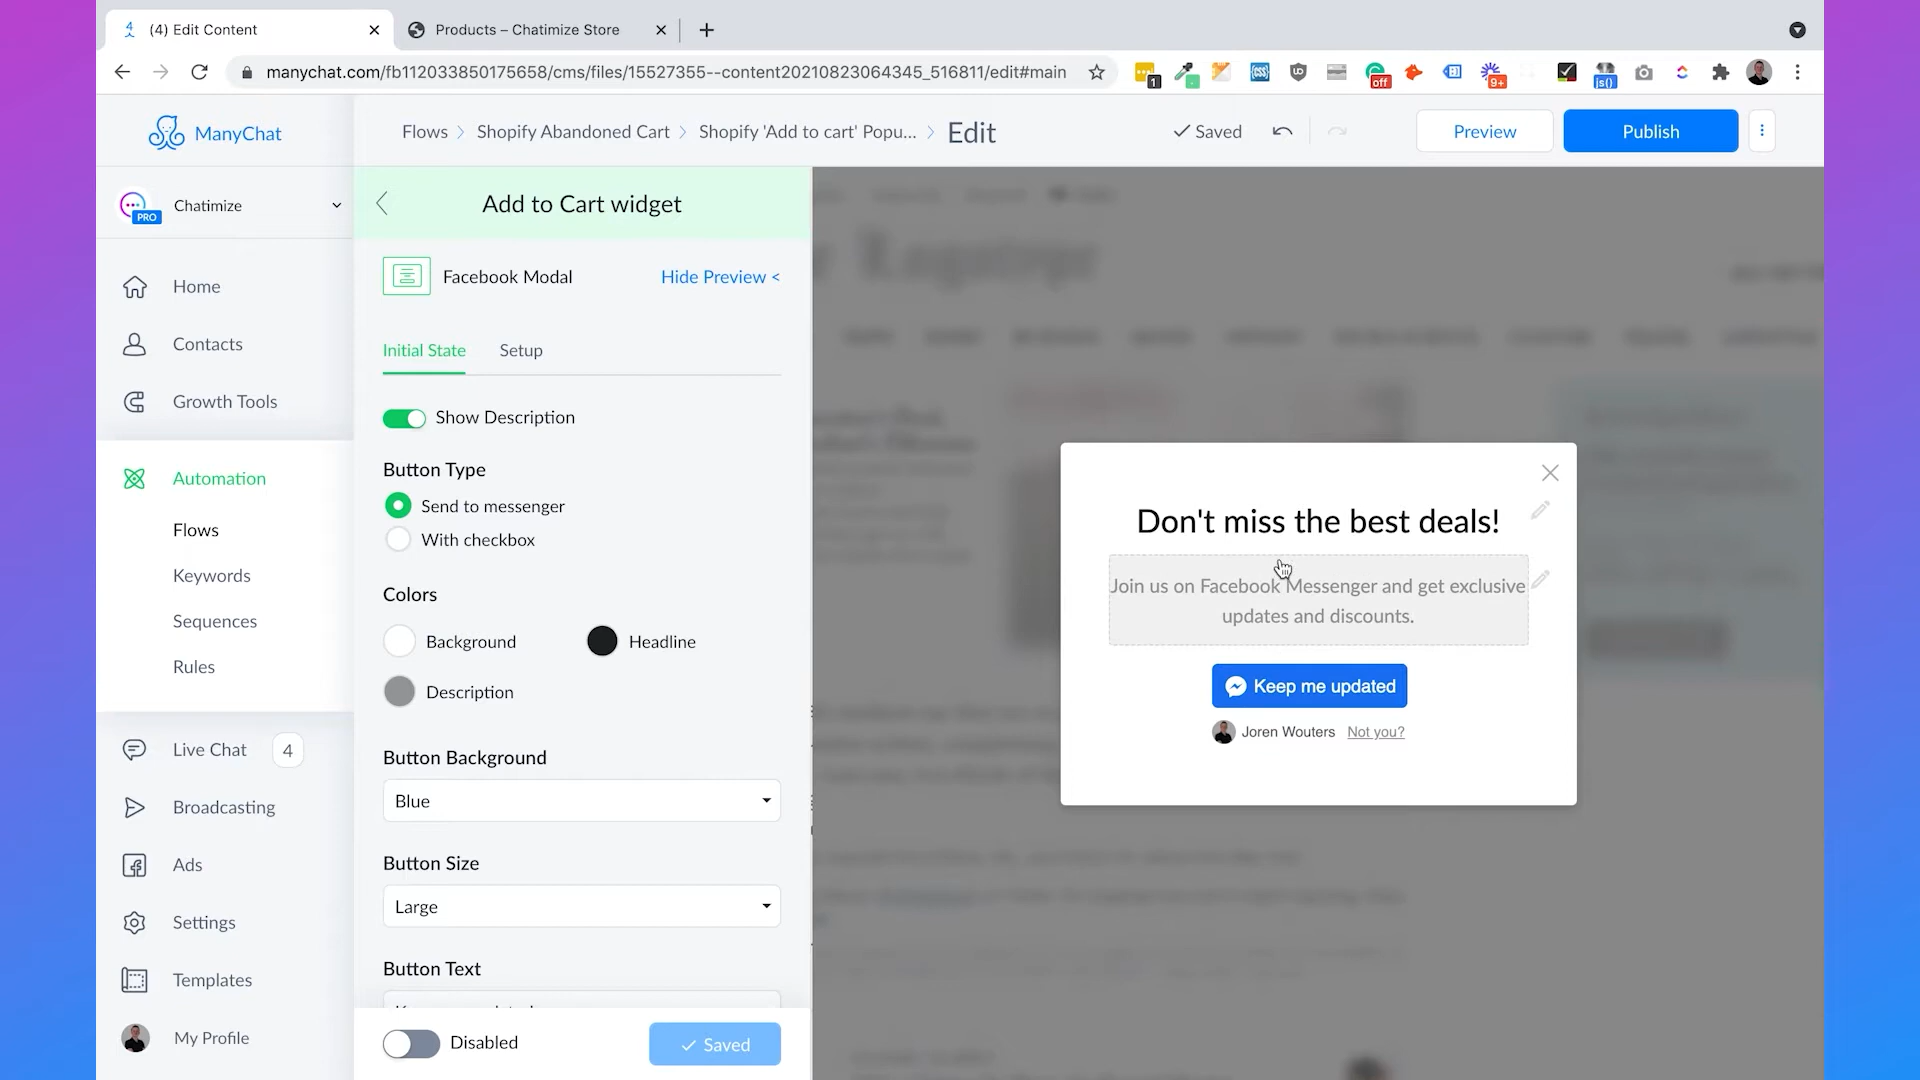 (4) Edit Content
Products – Chatimize Store
manychat.com/fb112033850175658/cms/files/15527355--content20210823064345_516811/edit#main
1
off
9+
js()
ManyChat
Flows
Shopify Abandoned Cart
Shopify 'Add to cart' Popu...
Edit
Saved
Preview
Publish
Chatimize
PRO
Home
Contacts
Growth Tools
Automation
Flows
Keywords
Sequences
Rules
Live Chat
4
Broadcasting
Ads
Settings
Templates
My Profile
Add to Cart widget
Facebook Modal
Hide Preview <
Initial State
Setup
Show Description
Button Type
Send to messenger
With checkbox
Colors
Background
Headline
Description
Button Background
Blue
Button Size
Large
Button Text
Disabled
Saved
Don't miss the best deals!
Join us on Facebook Messenger and get exclusive
updates and discounts.
Keep me updated
Joren Wouters
Not you?